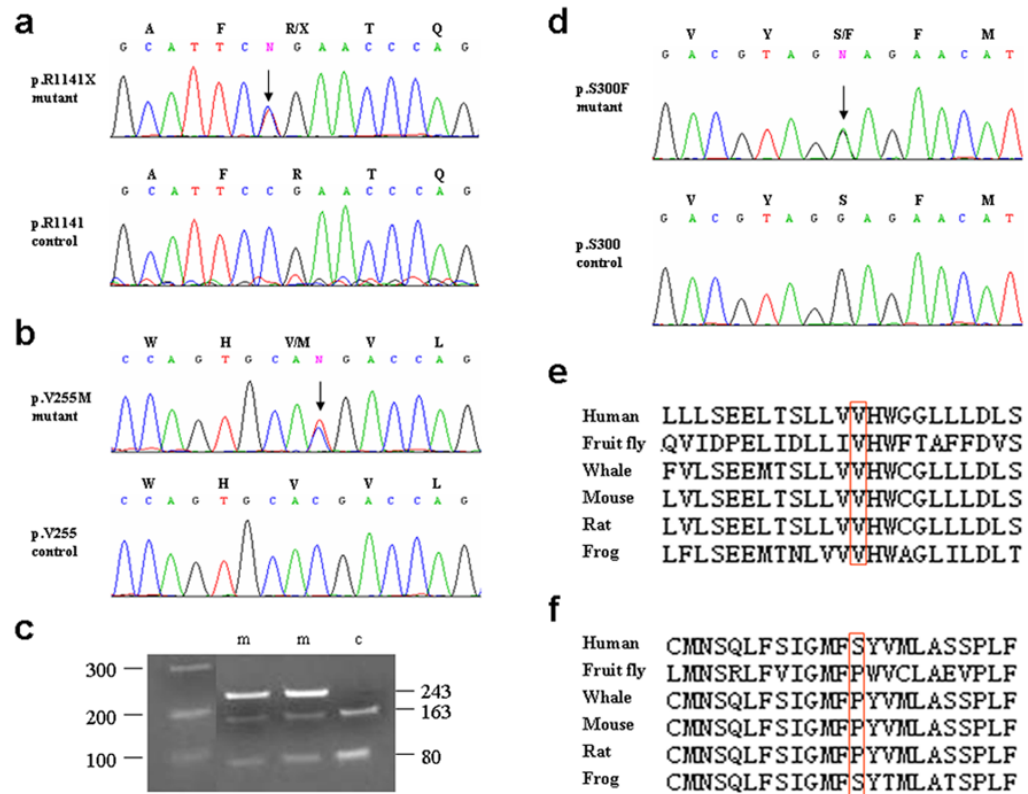 a
A F R/X T Q
G C A T T C N G A A C C C A G
p.R1141X
mutant
A F R T Q
G C A T T C C G A A C C C A G
p.R1141
control
b
W H V/M V L
C C A G T G C A N G A C C A G
p.V255M
mutant
W H V V L
C C A G T G C A C G A C C A G
p.V255
control
c
m m c
300
200
100
243
163
80
d
V Y S/F F M
G A C G T A G N A G A A C A T
p.S300F
mutant
V Y S F M
G A C G T A G G A G A A C A T
p.S300
control
e
Human LLLSEELTSLLVVHWGGLLLDLS
Fruit fly QVIDPELIDLLIVHWFTAFFDVS
Whale FVLSEEMTSLLVVHWCGLLLDLS
Mouse LVLSEELTSLLVVHWCGLLLDLS
Rat LVLSEELTSLLVVHWCGLLLDLS
Frog LFLSEEMTNLVVVHWAGLILDLT
f
Human CMNSQLFSIGMFSYVMLASSPLF
Fruit fly LMNSRLFVIGMFPWVCLAEVPLF
Whale CMNSQLFSIGMFPYVMLASSPLF
Mouse CMNSQLFSIGMFPYVMLASSPLF
Rat CMNSQLFSIGMFPYVMLASSPLF
Frog CMNSQLFSIGMFSYTMLATSPLF